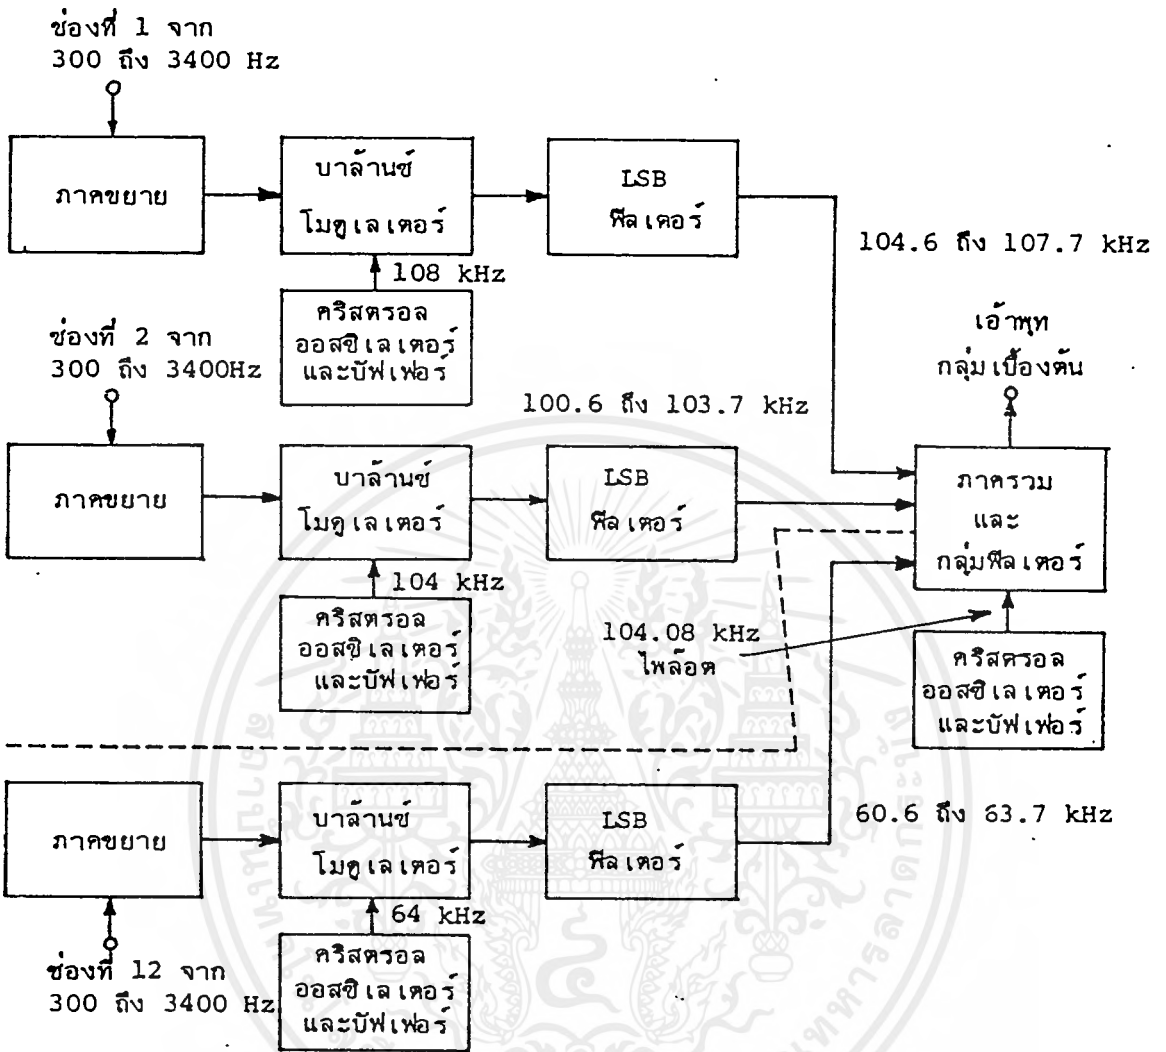 ช่องที่ 1 จาก
300 ถึง 3400 Hz
ภาคขยาย
บาล้านซ์
โมดูเลเตอร์
LSB
ฟีลเตอร์
104.6 ถึง 107.7 kHz
108 kHz
คริสตรอล
ออสซิเลเตอร์
และบัฟเฟอร์
ช่องที่ 2 จาก
300 ถึง 3400Hz
100.6 ถึง 103.7 kHz
เอ้าพุท
กลุ่มเบื้องต้น
ภาคขยาย
บาล้านซ์
โมดูเลเตอร์
LSB
ฟีลเตอร์
ภาครวม
และ
กลุ่มฟีลเตอร์
104 kHz
คริสตรอล
ออสซิเลเตอร์
และบัฟเฟอร์
104.08 kHz
ไพล้อต
คริสตรอล
ออสซิเลเตอร์
และบัฟเฟอร์
ภาคขยาย
บาล้านซ์
โมดูเลเตอร์
LSB
ฟีลเตอร์
60.6 ถึง 63.7 kHz
64 kHz
ช่องที่ 12 จาก
300 ถึง 3400 Hz
คริสตรอล
ออสซิเลเตอร์
และบัฟเฟอร์